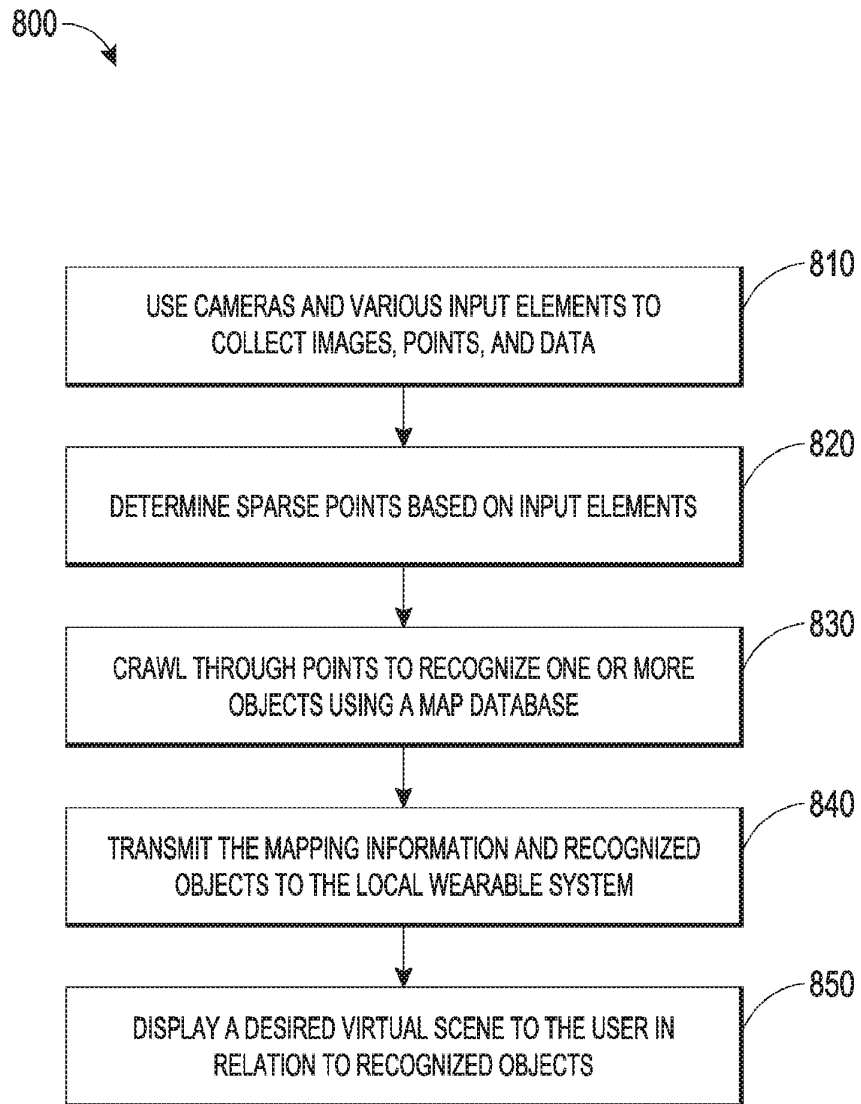 800
810
USE CAMERAS AND VARIOUS INPUT ELEMENTS TO
COLLECT IMAGES, POINTS, AND DATA
820
DETERMINE SPARSE POINTS BASED ON INPUT ELEMENTS
830
CRAWL THROUGH POINTS TO RECOGNIZE ONE OR MORE
OBJECTS USING A MAP DATABASE
840
TRANSMIT THE MAPPING INFORMATION AND RECOGNIZED
OBJECTS TO THE LOCAL WEARABLE SYSTEM
850
DISPLAY A DESIRED VIRTUAL SCENE TO THE USER IN
RELATION TO RECOGNIZED OBJECTS